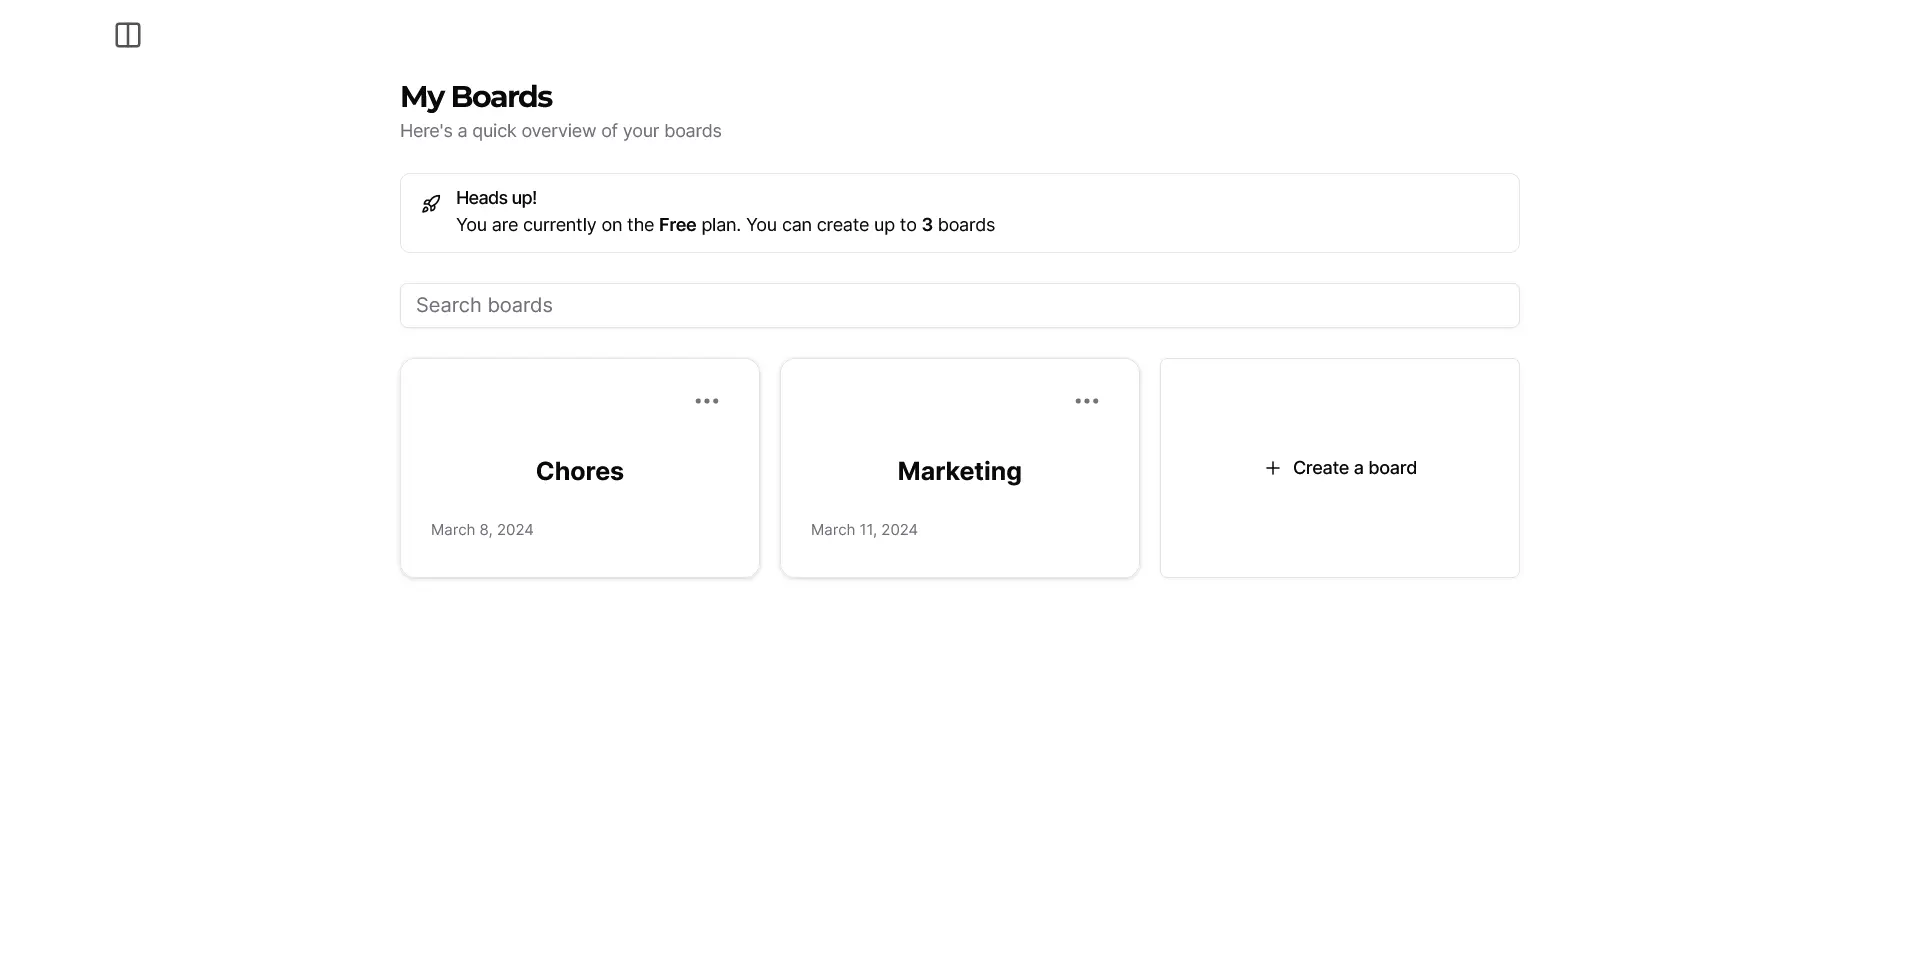 My Boards
Here's a quick overview of your boards
Heads up!
You are currently on the Free plan. You can create up to 3 boards
Search boards
Chores
March 8, 2024
Marketing
March 11, 2024
Create a board